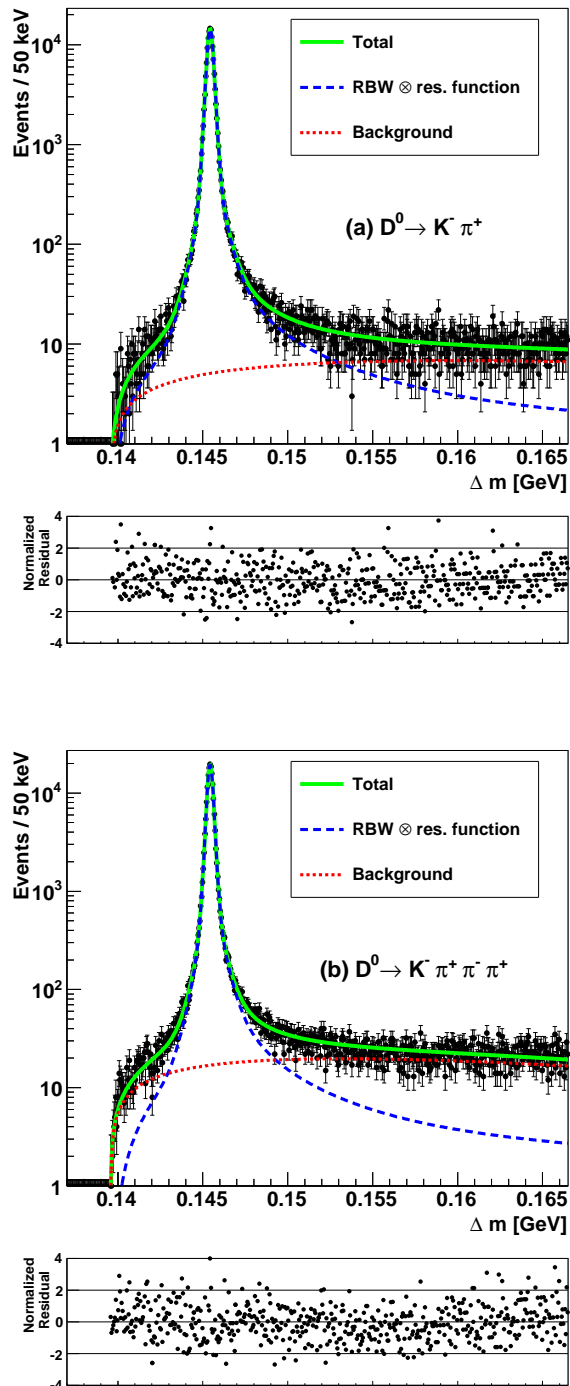 Events / 50 keV
10^4
10^3
10^2
10
1
Total
RBW ⊗ res. function
Background
(a) D^0 → K^- π^+
0.14 0.145 0.15 0.155 0.16 0.165
Δ m [GeV]
Normalized
Residual
4
2
0
-2
-4
Events / 50 keV
10^4
10^3
10^2
10
1
Total
RBW ⊗ res. function
Background
(b) D^0 → K^- π^+ π^- π^+
0.14 0.145 0.15 0.155 0.16 0.165
Δ m [GeV]
Normalized
Residual
4
2
0
-2
-4